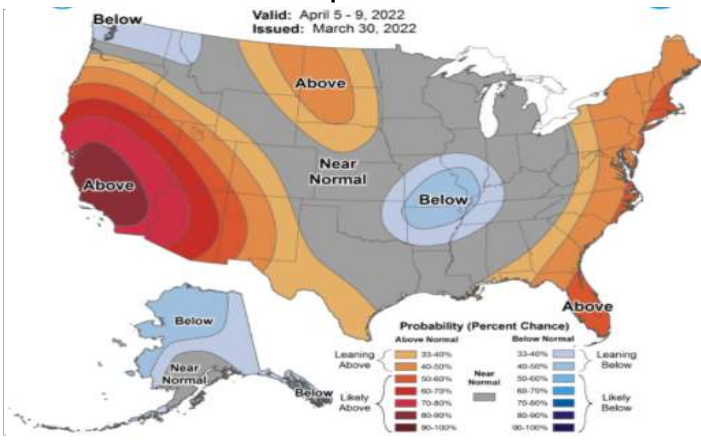 Below
Valid: April 5 - 9, 2022
Issued: March 30, 2022
Above
Near
Normal
Above
Below
Above
Below
Near
Normal
Below
Probability (Percent Chance)
Above Normal
Below Normal
Leaning
Above
33-40%
40-50%
Likely
Above
50-60%
60-70%
70-80%
80-90%
90-100%
Near
Normal
33-40%
40-50%
Leaning
Below
50-60%
60-70%
70-80%
80-90%
90-100%
Likely
Below